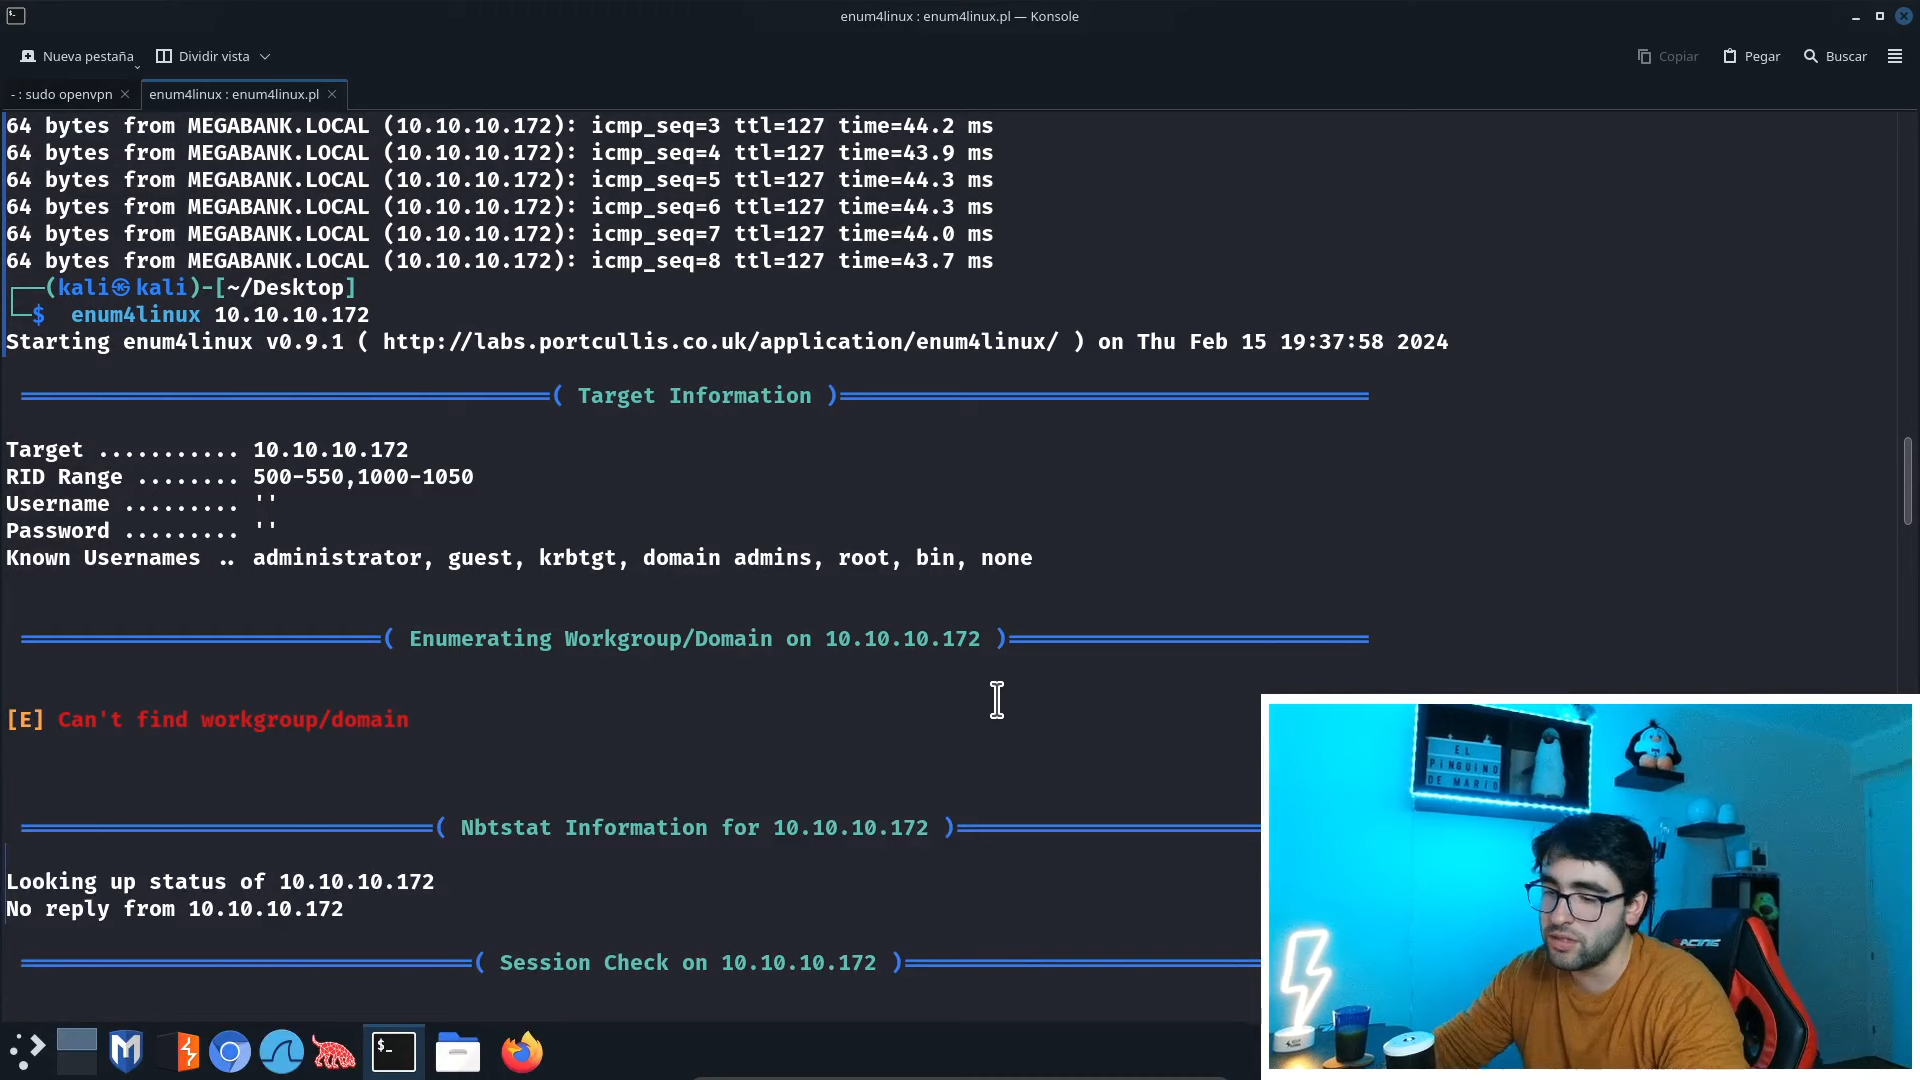 enum4linux : enum4linux.pl — Konsole
Nueva pestaña
Dividir vista
Copiar
Pegar
Buscar
- : sudo openvpn
enum4linux : enum4linux.pl
64 bytes from MEGABANK.LOCAL (10.10.10.172): icmp_seq=3 ttl=127 time=44.2 ms
64 bytes from MEGABANK.LOCAL (10.10.10.172): icmp_seq=4 ttl=127 time=43.9 ms
64 bytes from MEGABANK.LOCAL (10.10.10.172): icmp_seq=5 ttl=127 time=44.3 ms
64 bytes from MEGABANK.LOCAL (10.10.10.172): icmp_seq=6 ttl=127 time=44.3 ms
64 bytes from MEGABANK.LOCAL (10.10.10.172): icmp_seq=7 ttl=127 time=44.0 ms
64 bytes from MEGABANK.LOCAL (10.10.10.172): icmp_seq=8 ttl=127 time=43.7 ms
┌──(kali㉿kali)-[~/Desktop]
└─$ enum4linux 10.10.10.172
Starting enum4linux v0.9.1 ( http://labs.portcullis.co.uk/application/enum4linux/ ) on Thu Feb 15 19:37:58 2024
( Target Information )
Target ........... 10.10.10.172
RID Range ........ 500-550,1000-1050
Username ......... ''
Password ......... ''
Known Usernames .. administrator, guest, krbtgt, domain admins, root, bin, none
( Enumerating Workgroup/Domain on 10.10.10.172 )
[E] Can't find workgroup/domain
( Nbtstat Information for 10.10.10.172 )
Looking up status of 10.10.10.172
No reply from 10.10.10.172
( Session Check on 10.10.10.172 )
EL
PINGUINO
DE MARIO
RACING